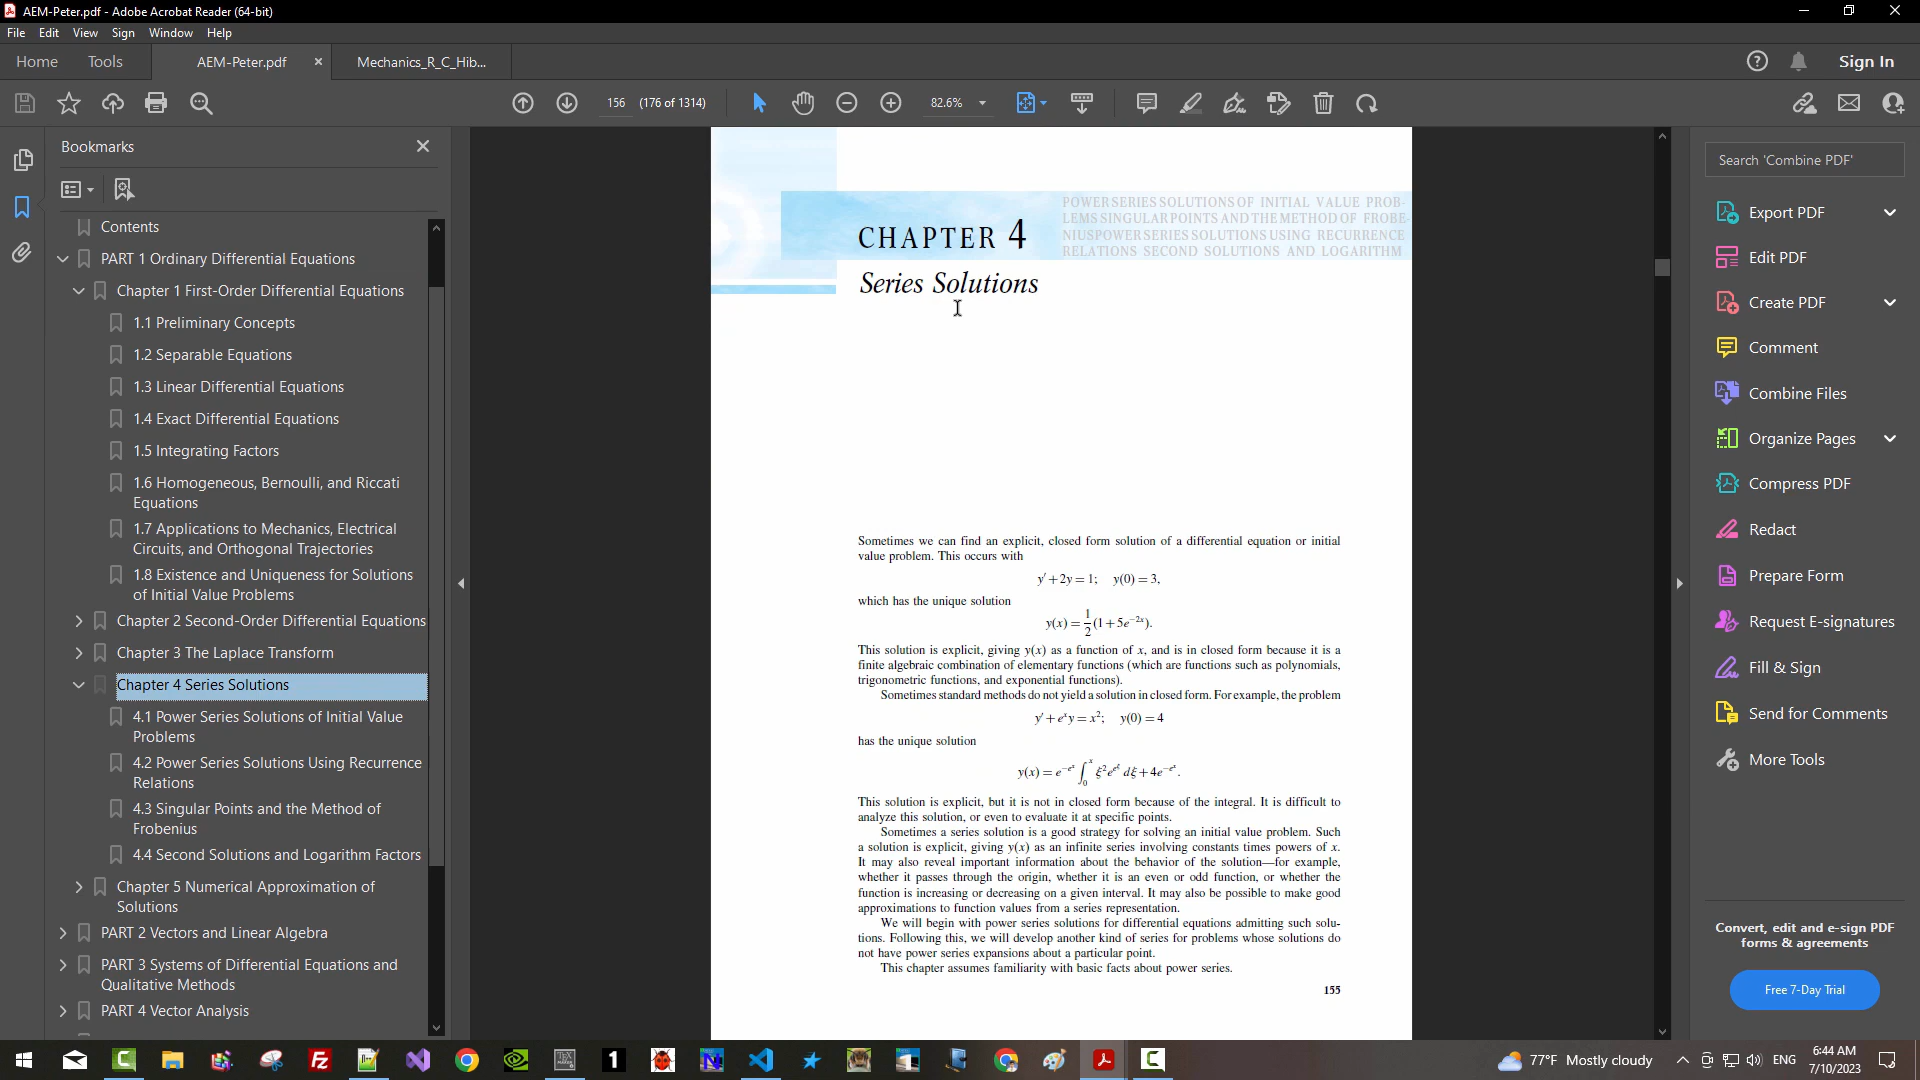 AEM-Peter.pdf - Adobe Acrobat Reader (64-bit)
File Edit View Sign Window Help
Home Tools AEM-Peter.pdf × Mechanics_R_C_Hib... Sign In
156 (176 of 1314) 82.6%
Bookmarks
Contents
PART 1 Ordinary Differential Equations
Chapter 1 First-Order Differential Equations
1.1 Preliminary Concepts
1.2 Separable Equations
1.3 Linear Differential Equations
1.4 Exact Differential Equations
1.5 Integrating Factors
1.6 Homogeneous, Bernoulli, and Riccati
Equations
1.7 Applications to Mechanics, Electrical
Circuits, and Orthogonal Trajectories
1.8 Existence and Uniqueness for Solutions
of Initial Value Problems
Chapter 2 Second-Order Differential Equations
Chapter 3 The Laplace Transform
Chapter 4 Series Solutions
4.1 Power Series Solutions of Initial Value
Problems
4.2 Power Series Solutions Using Recurrence
Relations
4.3 Singular Points and the Method of
Frobenius
4.4 Second Solutions and Logarithm Factors
Chapter 5 Numerical Approximation of
Solutions
PART 2 Vectors and Linear Algebra
PART 3 Systems of Differential Equations and
Qualitative Methods
PART 4 Vector Analysis
POWER SERIES SOLUTIONS OF INITIAL VALUE PROB-
LEMS SINGULAR POINTS AND THE METHOD OF FROBE-
NIUSPOWER SERIES SOLUTIONS USING RECURRENCE
RELATIONS SECOND SOLUTIONS AND LOGARITHM
CHAPTER 4
Series Solutions
Sometimes we can find an explicit, closed form solution of a differential equation or initial
value problem. This occurs with
y′ + 2y = 1; y(0) = 3,
which has the unique solution
y(x) = 1/2 (1 + 5e^{−2x}).
This solution is explicit, giving y(x) as a function of x, and is in closed form because it is a
finite algebraic combination of elementary functions (which are functions such as polynomials,
trigonometric functions, and exponential functions).
Sometimes standard methods do not yield a solution in closed form. For example, the problem
y′ + e^x y = x²; y(0) = 4
has the unique solution
y(x) = e^{−e^x} ∫_0^x ξ² e^{e^ξ} dξ + 4e^{−e^x}.
This solution is explicit, but it is not in closed form because of the integral. It is difficult to
analyze this solution, or even to evaluate it at specific points.
Sometimes a series solution is a good strategy for solving an initial value problem. Such
a solution is explicit, giving y(x) as an infinite series involving constants times powers of x.
It may also reveal important information about the behavior of the solution—for example,
whether it passes through the origin, whether it is an even or odd function, or whether the
function is increasing or decreasing on a given interval. It may also be possible to make good
approximations to function values from a series representation.
We will begin with power series solutions for differential equations admitting such solu-
tions. Following this, we will develop another kind of series for problems whose solutions do
not have power series expansions about a particular point.
This chapter assumes familiarity with basic facts about power series.
155
Search 'Combine PDF'
Export PDF
Edit PDF
Create PDF
Comment
Combine Files
Organize Pages
Compress PDF
Redact
Prepare Form
Request E-signatures
Fill & Sign
Send for Comments
More Tools
Convert, edit and e-sign PDF
forms & agreements
Free 7-Day Trial
77°F Mostly cloudy ENG
6:44 AM
7/10/2023